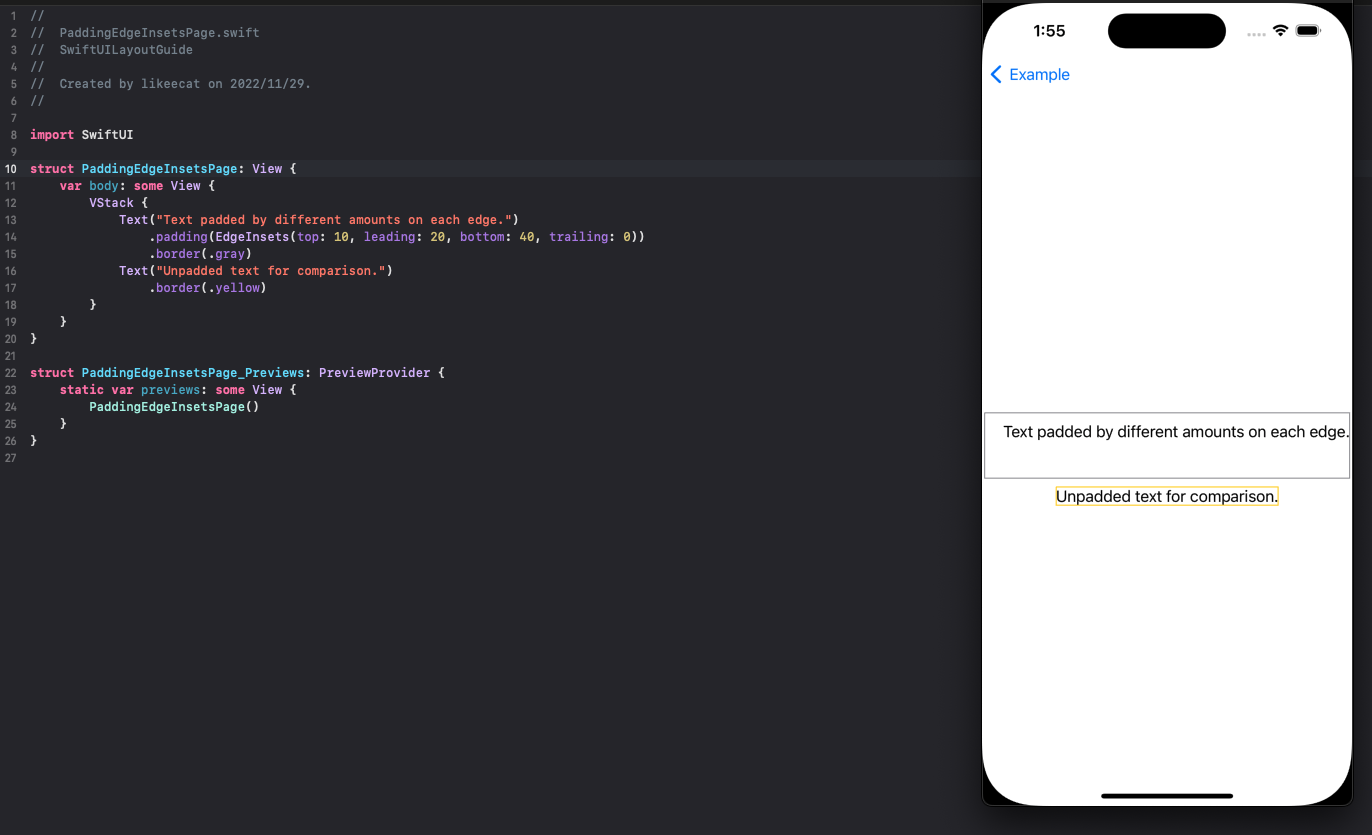 1 //
2 //  PaddingEdgeInsetsPage.swift
3 //  SwiftUILayoutGuide
4 //
5 //  Created by likeecat on 2022/11/29.
6 //
7
8 import SwiftUI
9
10 struct PaddingEdgeInsetsPage: View {
11     var body: some View {
12         VStack {
13             Text("Text padded by different amounts on each edge.")
14                 .padding(EdgeInsets(top: 10, leading: 20, bottom: 40, trailing: 0))
15                 .border(.gray)
16             Text("Unpadded text for comparison.")
17                 .border(.yellow)
18         }
19     }
20 }
21
22 struct PaddingEdgeInsetsPage_Previews: PreviewProvider {
23     static var previews: some View {
24         PaddingEdgeInsetsPage()
25     }
26 }
27
1:55
Example
Text padded by different amounts on each edge.
Unpadded text for comparison.